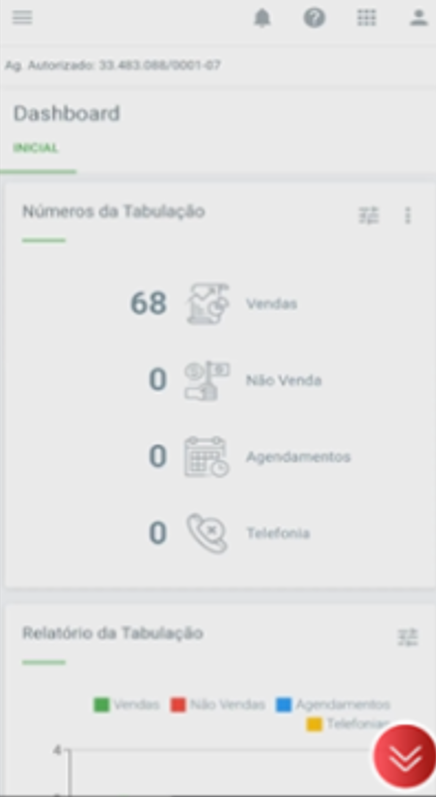 Ag. Autorizado: 33.483.088/0001-07
Dashboard
INICIAL
Números da Tabulação
68 Vendas
0 Não Venda
0 Agendamentos
0 Telefonia
Relatório da Tabulação
Vendas Não Vendas Agendamentos
Telefonias
4